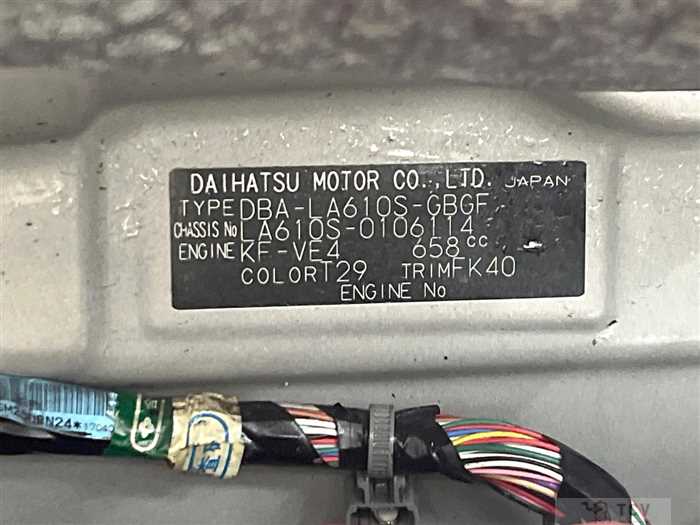 DAIHATSU MOTOR CO.,LTD. JAPAN
TYPE DBA-LA610S-GBGF
CHASSIS No LA610S-0106114
ENGINE KF-VE4 658cc
COLOR T29 TRIM FK40
ENGINE No